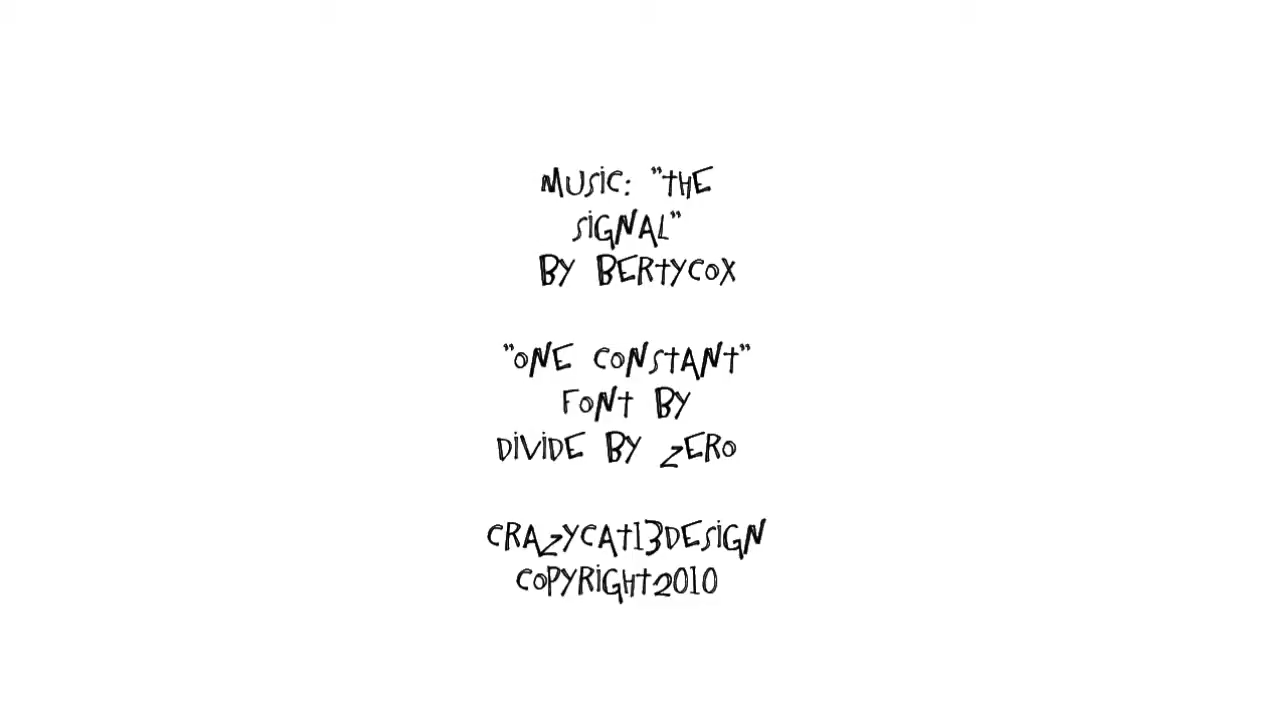 MUSIC: "THE
SIGNAL"
BY BERTYCOX
"ONE CONSTANT"
FONT BY
DIVIDE BY ZERO
CRAZYCAT13DESIGN
COPYRIGHT2010